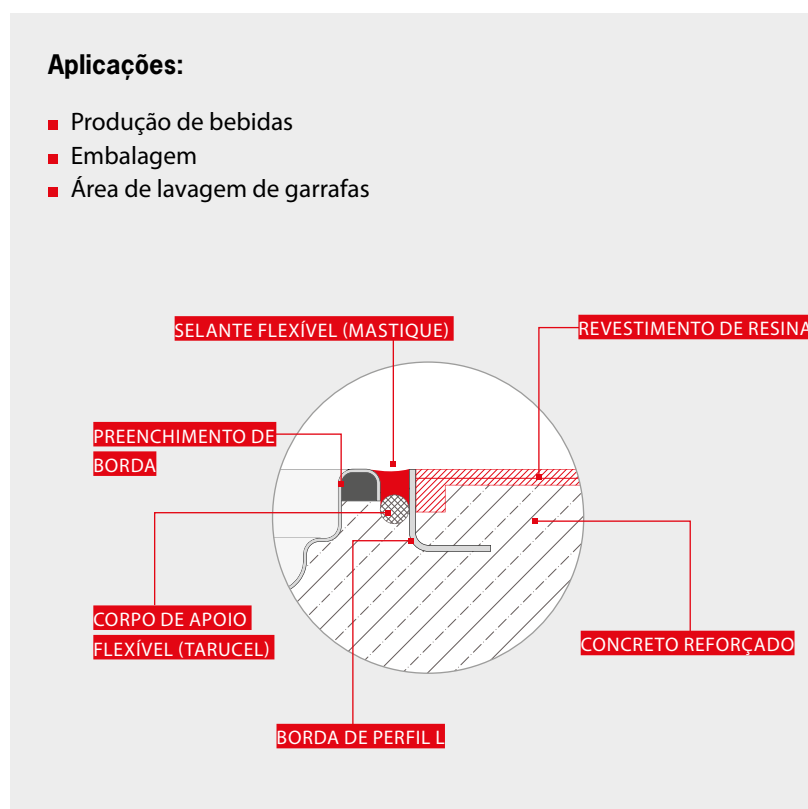 Aplicações:
Produção de bebidas
Embalagem
Área de lavagem de garrafas
SELANTE FLEXÍVEL (MASTIQUE)
REVESTIMENTO DE RESINA
PREENCHIMENTO DE
BORDA
CORPO DE APOIO
FLEXÍVEL (TARUCEL)
CONCRETO REFORÇADO
BORDA DE PERFIL L